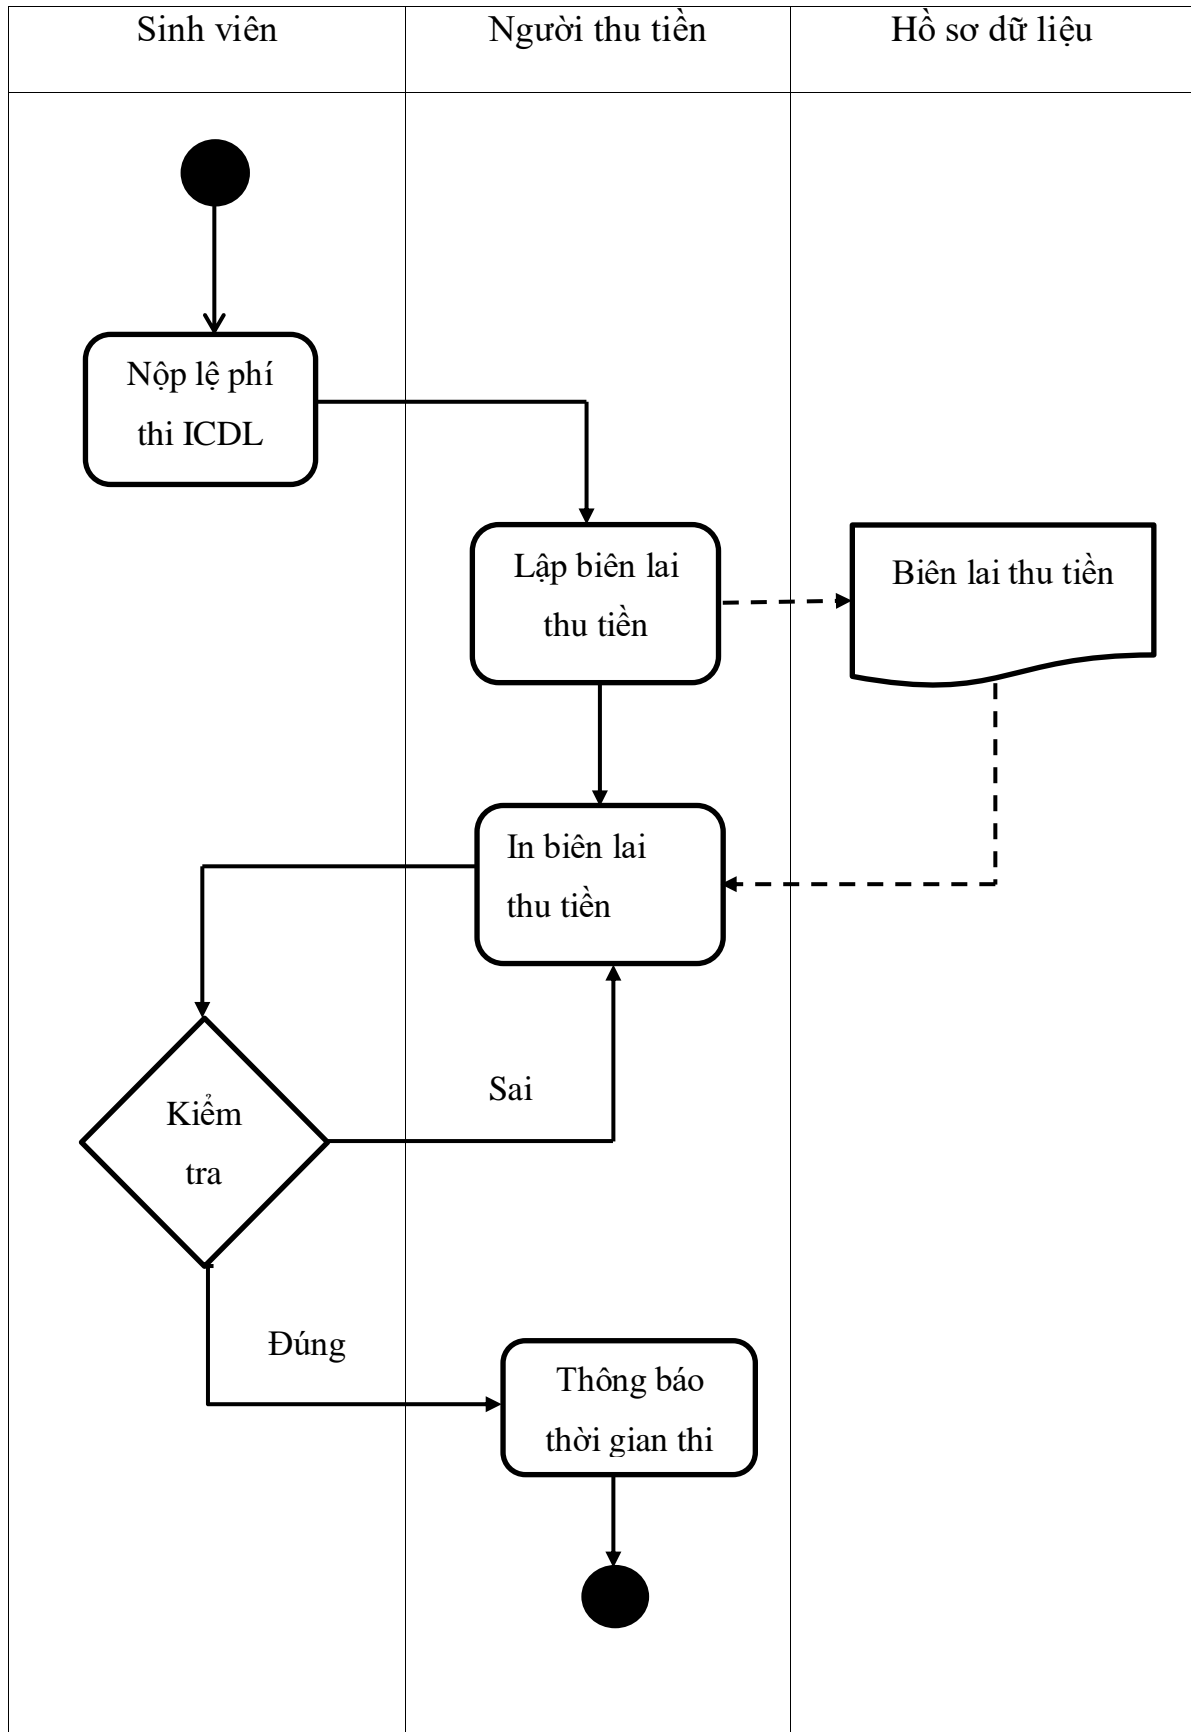 Sinh viên
Người thu tiền
Hồ sơ dữ liệu
Nộp lệ phí
thi ICDL
Lập biên lai
thu tiền
Biên lai thu tiền
In biên lai
thu tiền
Kiểm
tra
Sai
Đúng
Thông báo
thời gian thi